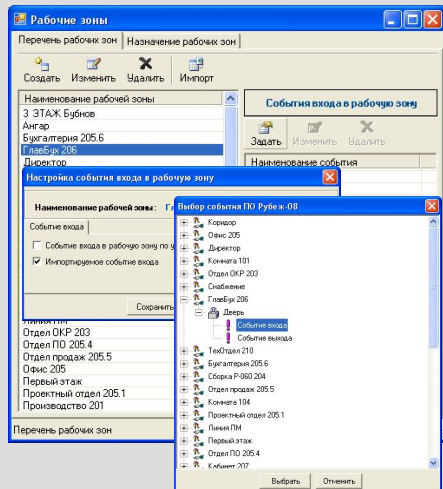 Рабочие зоны
Перечень рабочих зон
Назначение рабочих зон
Создать
Изменить
Удалить
Импорт
Наименование рабочей зоны
3 ЭТАЖ Бубнов
Ангар
Бухгалтерия 205.6
ГлавБух 206
Директор
События входа в рабочую зону
Задать
Изменить
Удалить
Наименование события
Настройка события входа в рабочую зону
Наименование рабочей зоны:
Событие входа
Событие входа в рабочую зону по у
Импортируемое событие входа
Сохранить
Выбор события ПО Рубеж-08
Коридор
Офис 205
Директор
Комната 101
Отдел ОКР 203
Снабжение
ГлавБух 206
Дверь
Событие входа
Событие выхода
ТехОтдел 210
Бухгалтерия 205.6
Сборка Р-060 204
Отдел продаж 205.5
Комната 104
Проектный отдел 205.1
Линия ПМ
Первый этаж
Отдел ПО 205.4
Кабинет 207
Выбрать
Отменить
Линия ПМ
Отдел ОКР 203
Отдел ПО 205.4
Отдел продаж 205.5
Офис 205
Первый этаж
Проектный отдел 205.1
Производство 201
Перечень рабочих зон